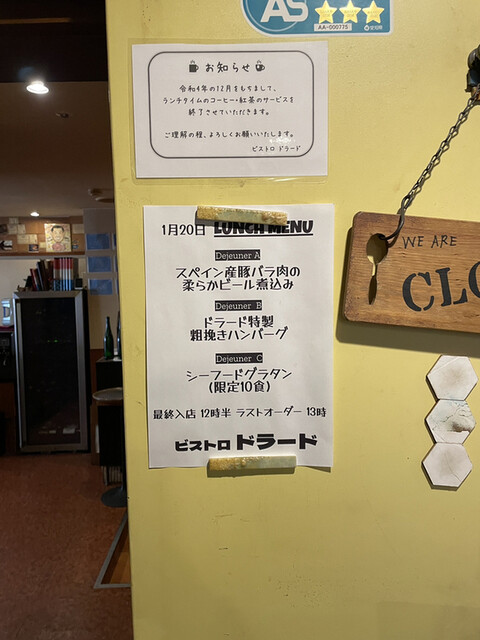 AS
AA-000775
お知らせ
令和4年の12月をもちまして、
ランチタイムのコーヒー・紅茶のサービスを
終了させていただきます。
ご理解の程、よろしくお願いいたします。
ビストロ ドラード
1月20日 LUNCH MENU
Dejeuner A
スペイン産豚バラ肉の
柔らかビール煮込み
Dejeuner B
ドラード特製
粗挽きハンバーグ
Dejeuner C
シーフードグラタン
(限定10食)
最終入店 12時半 ラストオーダー 13時
ビストロ ドラード
WE ARE
CLO